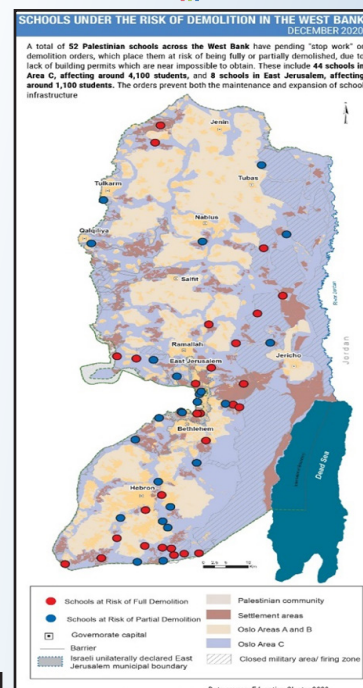 SCHOOLS UNDER THE RISK OF DEMOLITION IN THE WEST BANK
DECEMBER 2020
A total of 52 Palestinian schools across the West Bank have pending "stop work" or
demolition orders, which place them at risk of being fully or partially demolished, due to
lack of building permits which are near impossible to obtain. These include 44 schools in
Area C, affecting around 4,100 students, and 8 schools in East Jerusalem, affecting
around 1,100 students. The orders prevent both the maintenance and expansion of school
infrastructure
Jenin
Tubas
Tulkarm
Nablus
Qalqiliya
Salfit
River Jordan
Jordan
Ramallah
Jericho
East Jerusalem
Bethlehem
Dead Sea
Hebron
Schools at Risk of Full Demolition
Schools at Risk of Partial Demolition
Governorate capital
Barrier
Israeli unilaterally declared East
Jerusalem municipal boundary
Palestinian community
Settlement areas
Oslo Areas A and B
Oslo Area C
Closed military area/ firing zone